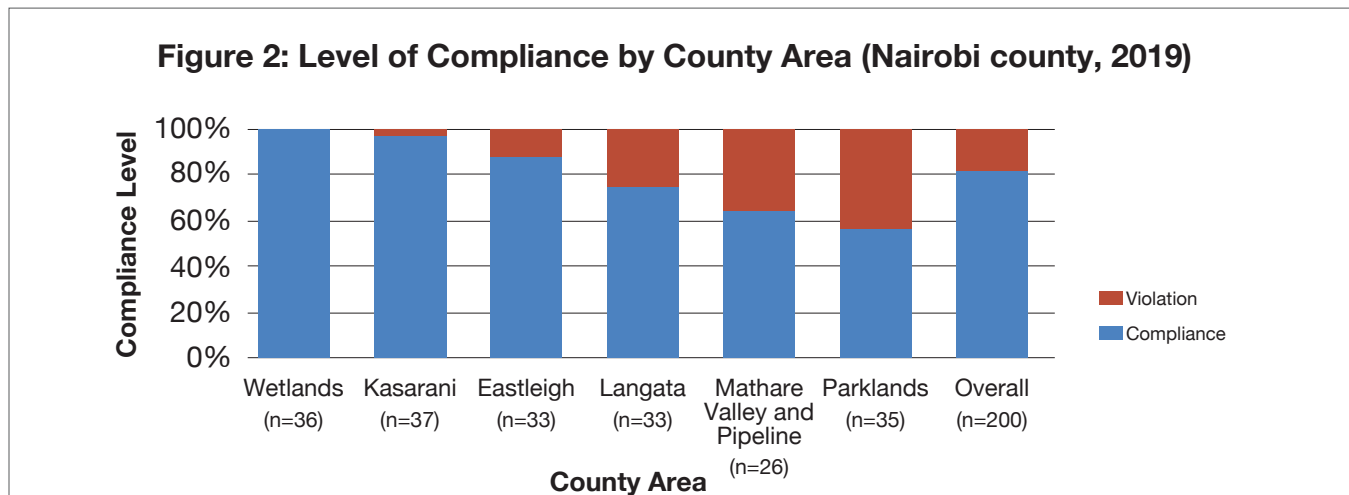 Figure 2: Level of Compliance by County Area (Nairobi county, 2019)
Compliance Level
100%
80%
60%
40%
20%
0%
Wetlands
(n=36)
Kasarani
(n=37)
Eastleigh
(n=33)
Langata
(n=33)
Mathare
Valley and
Pipeline
(n=26)
Parklands
(n=35)
Overall
(n=200)
County Area
Violation
Compliance